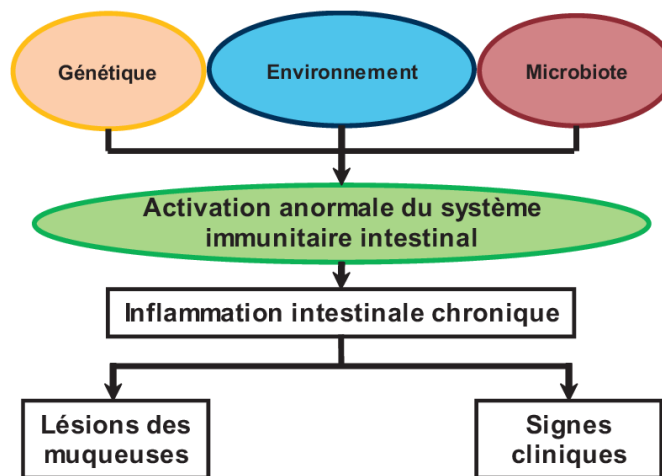 Génétique
Environnement
Microbiote
Activation anormale du système
immunitaire intestinal
Inflammation intestinale chronique
Lésions des
muqueuses
Signes
cliniques